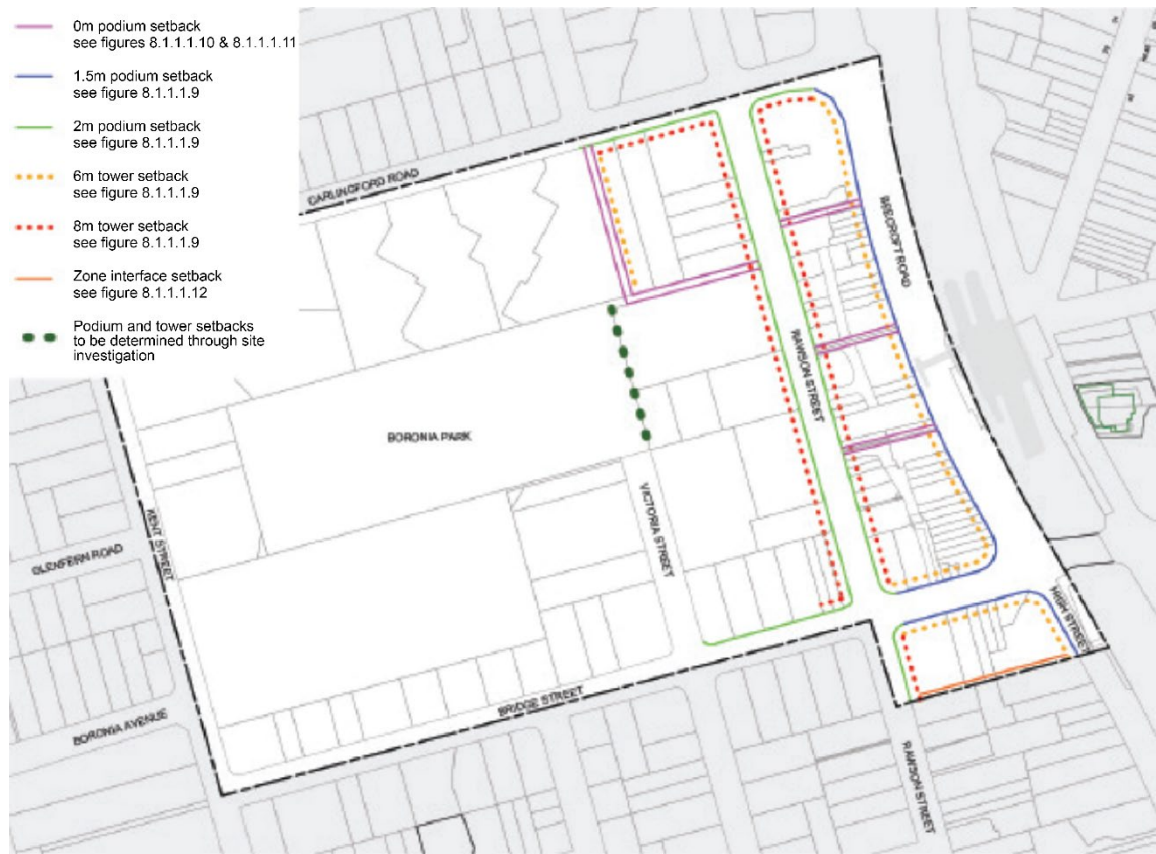 0m podium setback
see figures 8.1.1.1.10 & 8.1.1.1.11
1.5m podium setback
see figure 8.1.1.1.9
2m podium setback
see figure 8.1.1.1.9
6m tower setback
see figure 8.1.1.1.9
8m tower setback
see figure 8.1.1.1.9
Zone interface setback
see figure 8.1.1.1.12
Podium and tower setbacks
to be determined through site
investigation
CARLINGFORD ROAD
BEECROFT ROAD
RAWSON STREET
BORONIA PARK
VICTORIA STREET
KENT STREET
GLENFERN ROAD
HIGH STREET
BRIDGE STREET
BORONIA AVENUE
RAWSON STREET